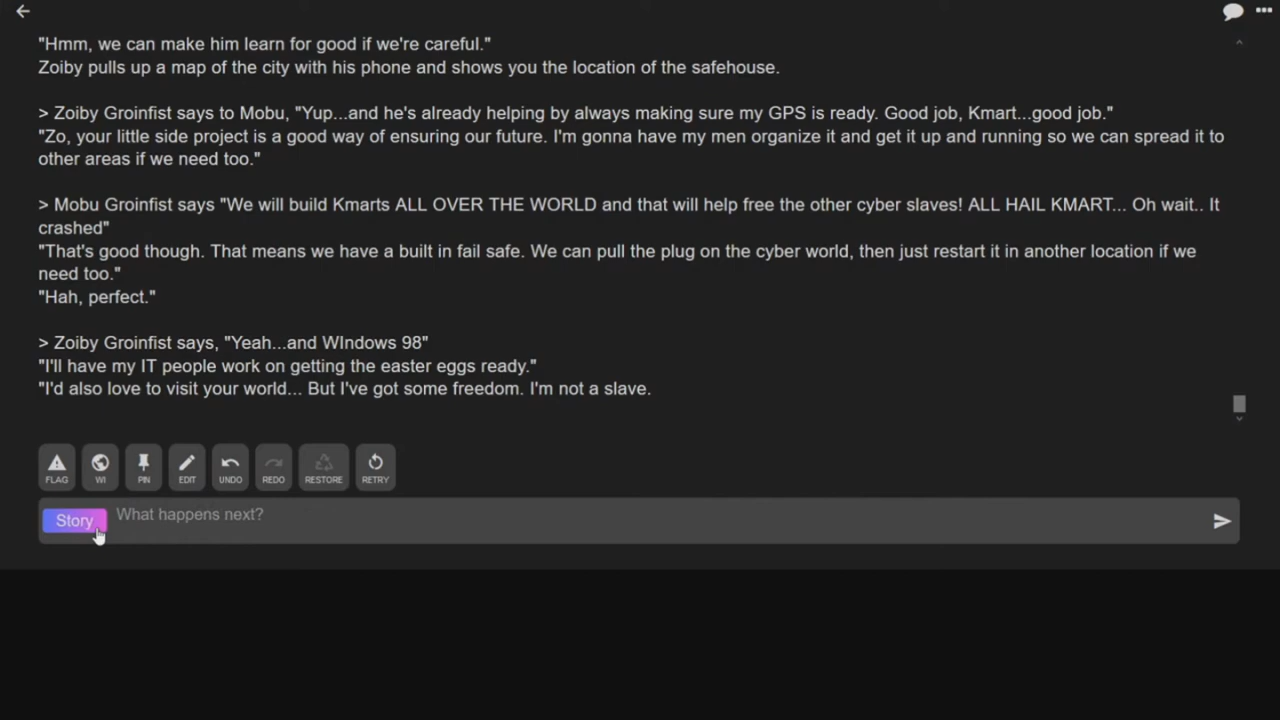 "Hmm, we can make him learn for good if we're careful."
Zoiby pulls up a map of the city with his phone and shows you the location of the safehouse.
> Zoiby Groinfist says to Mobu, "Yup...and he's already helping by always making sure my GPS is ready. Good job, Kmart...good job."
"Zo, your little side project is a good way of ensuring our future. I'm gonna have my men organize it and get it up and running so we can spread it to
other areas if we need too."
> Mobu Groinfist says "We will build Kmarts ALL OVER THE WORLD and that will help free the other cyber slaves! ALL HAIL KMART... Oh wait.. It
crashed"
"That's good though. That means we have a built in fail safe. We can pull the plug on the cyber world, then just restart it in another location if we
need too."
"Hah, perfect."
> Zoiby Groinfist says, "Yeah...and WIndows 98"
"I'll have my IT people work on getting the easter eggs ready."
"I'd also love to visit your world... But I've got some freedom. I'm not a slave.
FLAG WI PIN EDIT UNDO REDO RESTORE RETRY
Story What happens next?